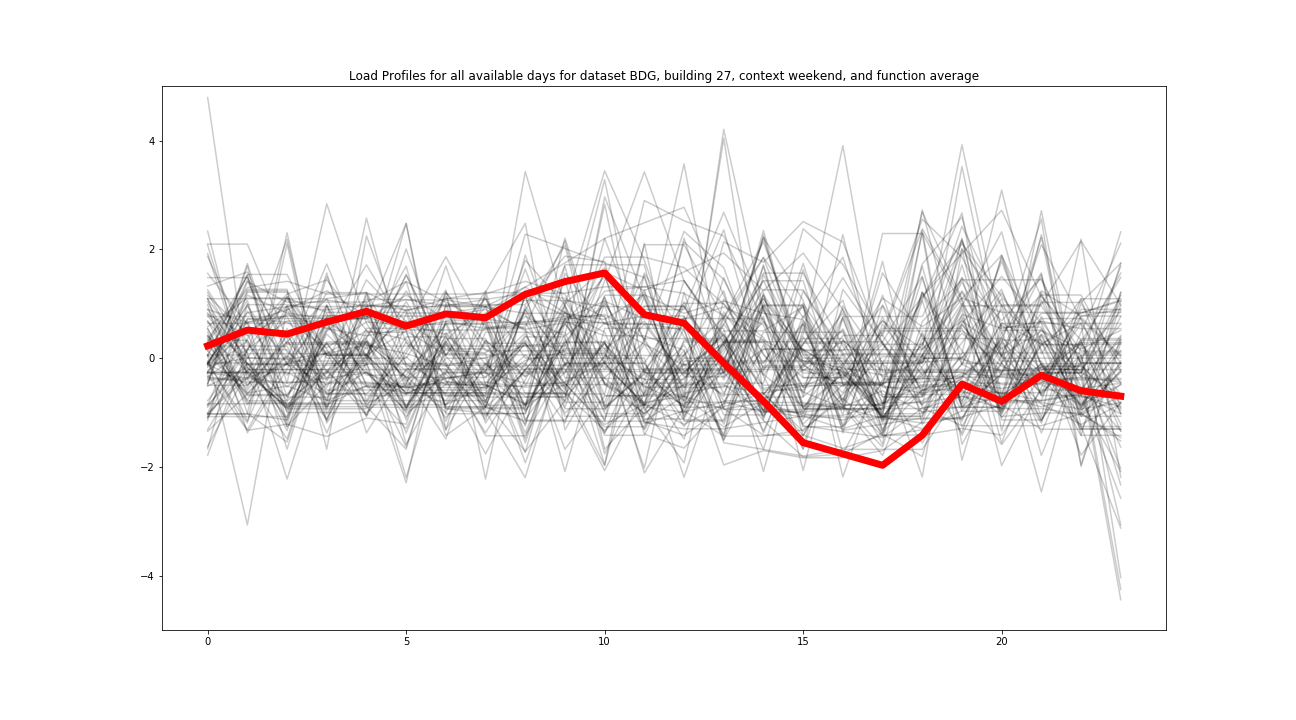 Load Profiles for all available days for dataset BDG, building 27, context weekend, and function average
4
2
0
−2
−4
0 5 10 15 20